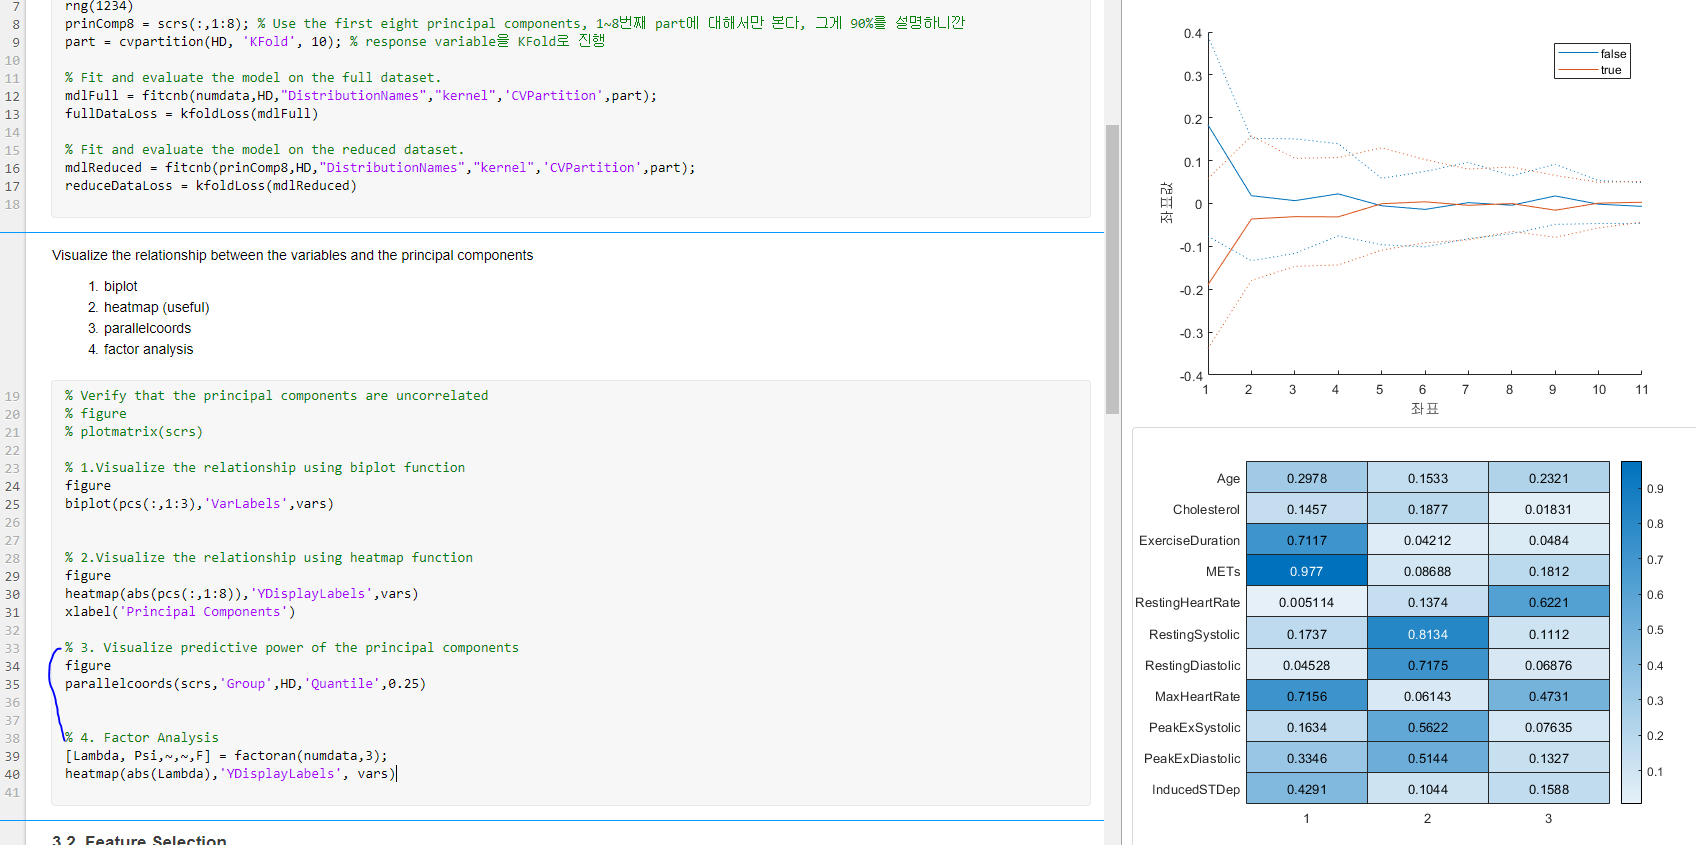 7 rng(1234)
8 prinComp8 = scrs(:,1:8); % Use the first eight principal components, 1~8번째 part에 대해서만 본다, 그게 90%를 설명하니깐
9 part = cvpartition(HD, 'KFold', 10); % response variable을 KFold로 진행
10
11 % Fit and evaluate the model on the full dataset.
12 mdlFull = fitcnb(numdata,HD,"DistributionNames","kernel",'CVPartition',part);
13 fullDataLoss = kfoldLoss(mdlFull)
14
15 % Fit and evaluate the model on the reduced dataset.
16 mdlReduced = fitcnb(prinComp8,HD,"DistributionNames","kernel",'CVPartition',part);
17 reduceDataLoss = kfoldLoss(mdlReduced)
18
Visualize the relationship between the variables and the principal components
1. biplot
2. heatmap (useful)
3. parallelcoords
4. factor analysis
19 % Verify that the principal components are uncorrelated
20 % figure
21 % plotmatrix(scrs)
22
23 % 1.Visualize the relationship using biplot function
24 figure
25 biplot(pcs(:,1:3),'VarLabels',vars)
26
27
28 % 2.Visualize the relationship using heatmap function
29 figure
30 heatmap(abs(pcs(:,1:8)),'YDisplayLabels',vars)
31 xlabel('Principal Components')
32
33 % 3. Visualize predictive power of the principal components
34 figure
35 parallelcoords(scrs,'Group',HD,'Quantile',0.25)
36
37
38 % 4. Factor Analysis
39 [Lambda, Psi,~,~,F] = factoran(numdata,3);
40 heatmap(abs(Lambda),'YDisplayLabels', vars)
41
3.2. Feature Selection
0.4
0.3
0.2
0.1
0
-0.1
-0.2
-0.3
-0.4
좌표값
false
true
1 2 3 4 5 6 7 8 9 10 11
좌표
Age 0.2978 0.1533 0.2321
Cholesterol 0.1457 0.1877 0.01831
ExerciseDuration 0.7117 0.04212 0.0484
METs 0.977 0.08688 0.1812
RestingHeartRate 0.005114 0.1374 0.6221
RestingSystolic 0.1737 0.8134 0.1112
RestingDiastolic 0.04528 0.7175 0.06876
MaxHeartRate 0.7156 0.06143 0.4731
PeakExSystolic 0.1634 0.5622 0.07635
PeakExDiastolic 0.3346 0.5144 0.1327
InducedSTDep 0.4291 0.1044 0.1588
1 2 3
0.9
0.8
0.7
0.6
0.5
0.4
0.3
0.2
0.1